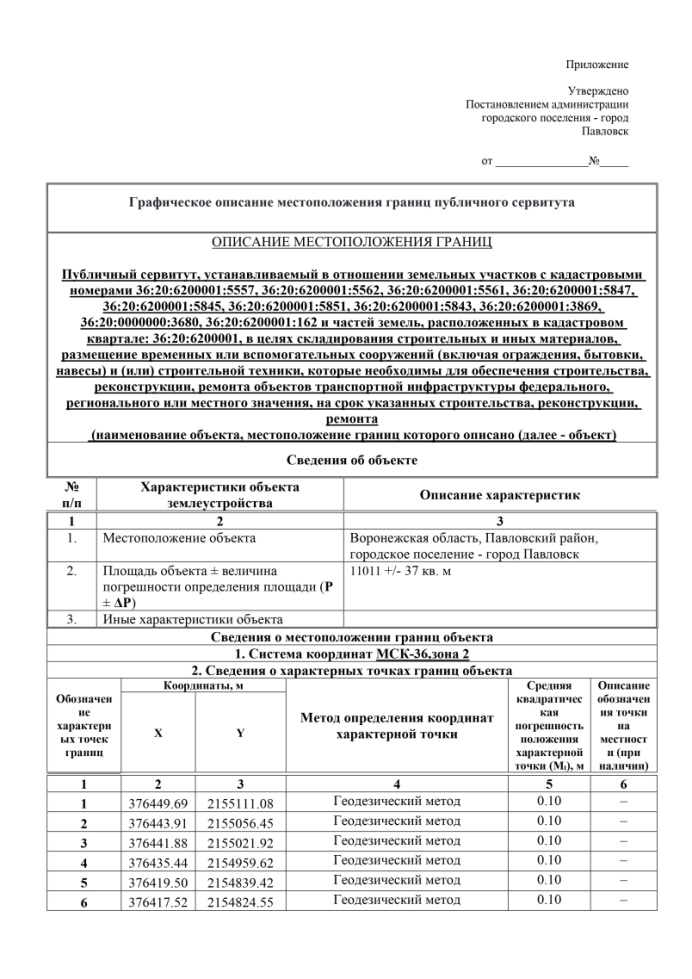 Приложение
Утверждено
Постановлением администрации
городского поселения - город
Павловск
от ________________№_____
Графическое описание местоположения границ публичного сервитута
ОПИСАНИЕ МЕСТОПОЛОЖЕНИЯ ГРАНИЦ
Публичный сервитут, устанавливаемый в отношении земельных участков с кадастровыми
номерами 36:20:6200001:5557, 36:20:6200001:5562, 36:20:6200001:5561, 36:20:6200001:5847,
36:20:6200001:5845, 36:20:6200001:5851, 36:20:6200001:5843, 36:20:6200001:3869,
36:20:0000000:3680, 36:20:6200001:162 и частей земель, расположенных в кадастровом
квартале: 36:20:6200001, в целях складирования строительных и иных материалов,
размещение временных или вспомогательных сооружений (включая ограждения, бытовки,
навесы) и (или) строительной техники, которые необходимы для обеспечения строительства,
реконструкции, ремонта объектов транспортной инфраструктуры федерального,
регионального или местного значения, на срок указанных строительства, реконструкции,
ремонта
(наименование объекта, местоположение границ которого описано (далее - объект)
Сведения об объекте
№ п/п Характеристики объекта землеустройства Описание характеристик
1 2 3
1. Местоположение объекта Воронежская область, Павловский район,
городское поселение - город Павловск
2. Площадь объекта ± величина 11011 +/- 37 кв. м
погрешности определения площади (P
± ΔP)
3. Иные характеристики объекта
Сведения о местоположении границ объекта
1. Система координат МСК-36,зона 2
2. Сведения о характерных точках границ объекта
Обозначен
ие
характерн
ых точек
границ
Координаты, м
X Y
Метод определения координат
характерной точки
Средняя
квадратичес
кая
погрешность
положения
характерной
точки (Mt), м
Описание
обозначен
ия точки
на
местност
и (при
наличии)
1 2 3 4 5 6
1 376449.69 2155111.08 Геодезический метод 0.10 –
2 376443.91 2155056.45 Геодезический метод 0.10 –
3 376441.88 2155021.92 Геодезический метод 0.10 –
4 376435.44 2154959.62 Геодезический метод 0.10 –
5 376419.50 2154839.42 Геодезический метод 0.10 –
6 376417.52 2154824.55 Геодезический метод 0.10 –